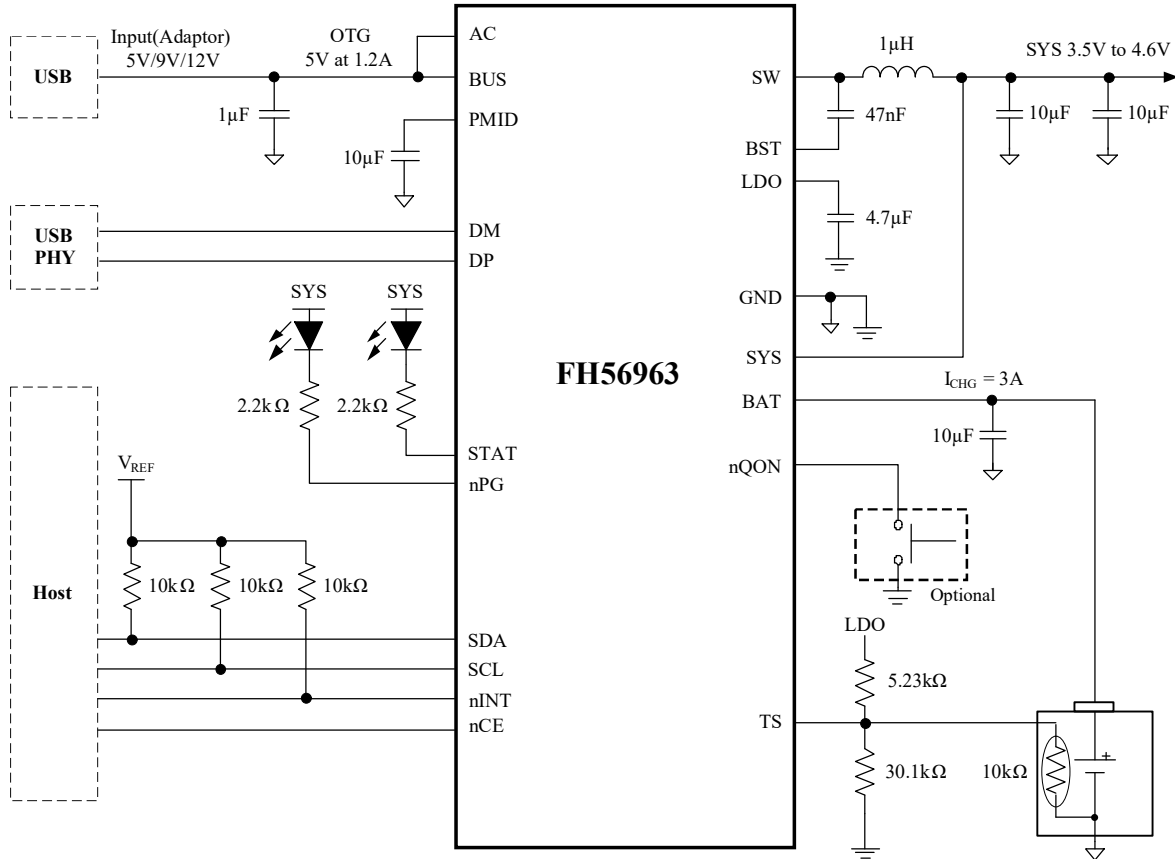 Input(Adaptor)
5V/9V/12V
OTG
5V at 1.2A
USB
1µF
10µF
USB
PHY
SYS
SYS
2.2kΩ
2.2kΩ
V_REF
10kΩ
10kΩ
10kΩ
Host
AC
BUS
PMID
DM
DP
STAT
nPG
SDA
SCL
nINT
nCE
FH56963
SW
BST
LDO
GND
SYS
BAT
nQON
TS
1µH
SYS 3.5V to 4.6V
47nF
10µF
10µF
4.7µF
I_CHG = 3A
10µF
Optional
LDO
5.23kΩ
30.1kΩ
10kΩ
+